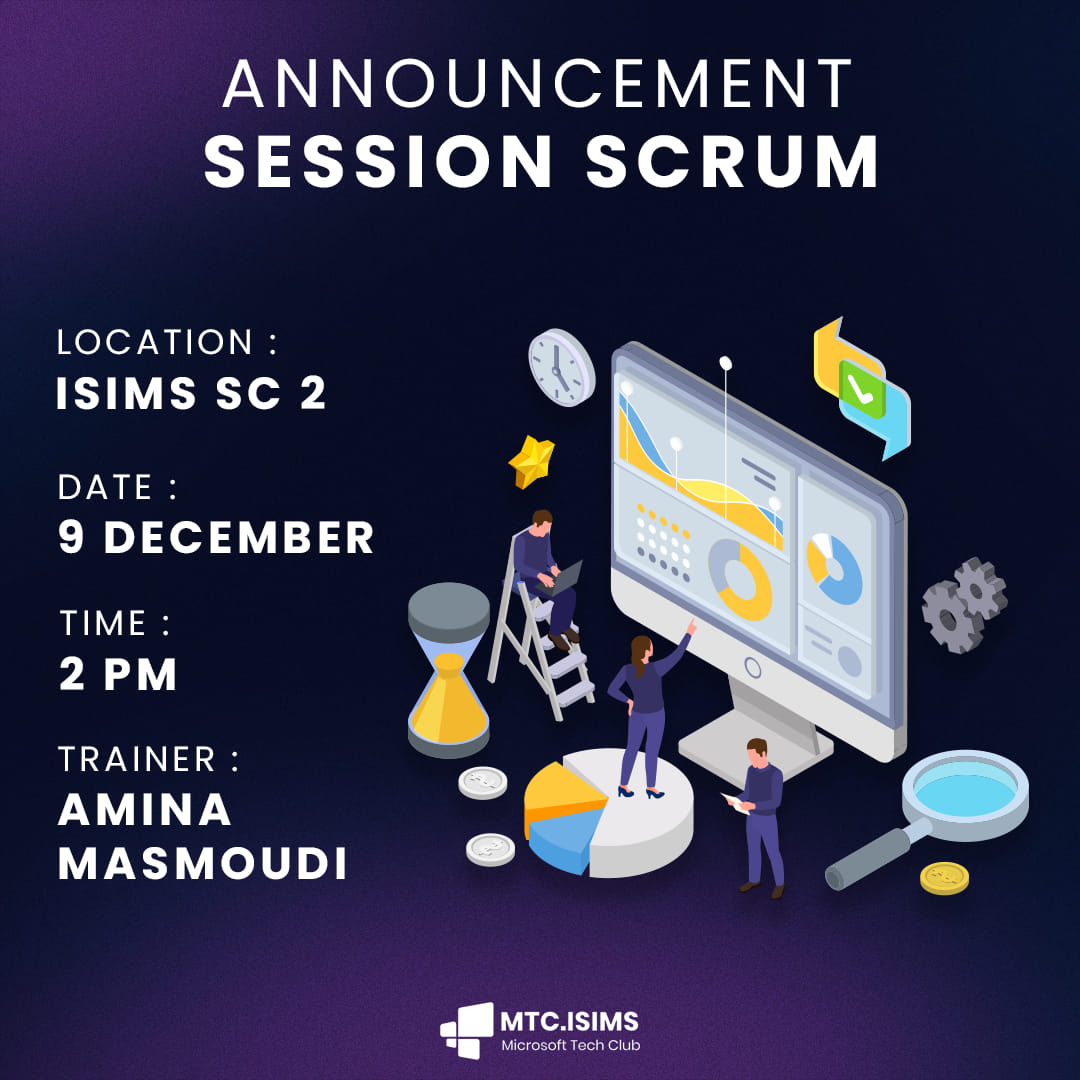 ANNOUNCEMENT
SESSION SCRUM
LOCATION :
ISIMS SC 2
DATE :
9 DECEMBER
TIME :
2 PM
TRAINER :
AMINA
MASMOUDI
MTC.ISIMS
Microsoft Tech Club